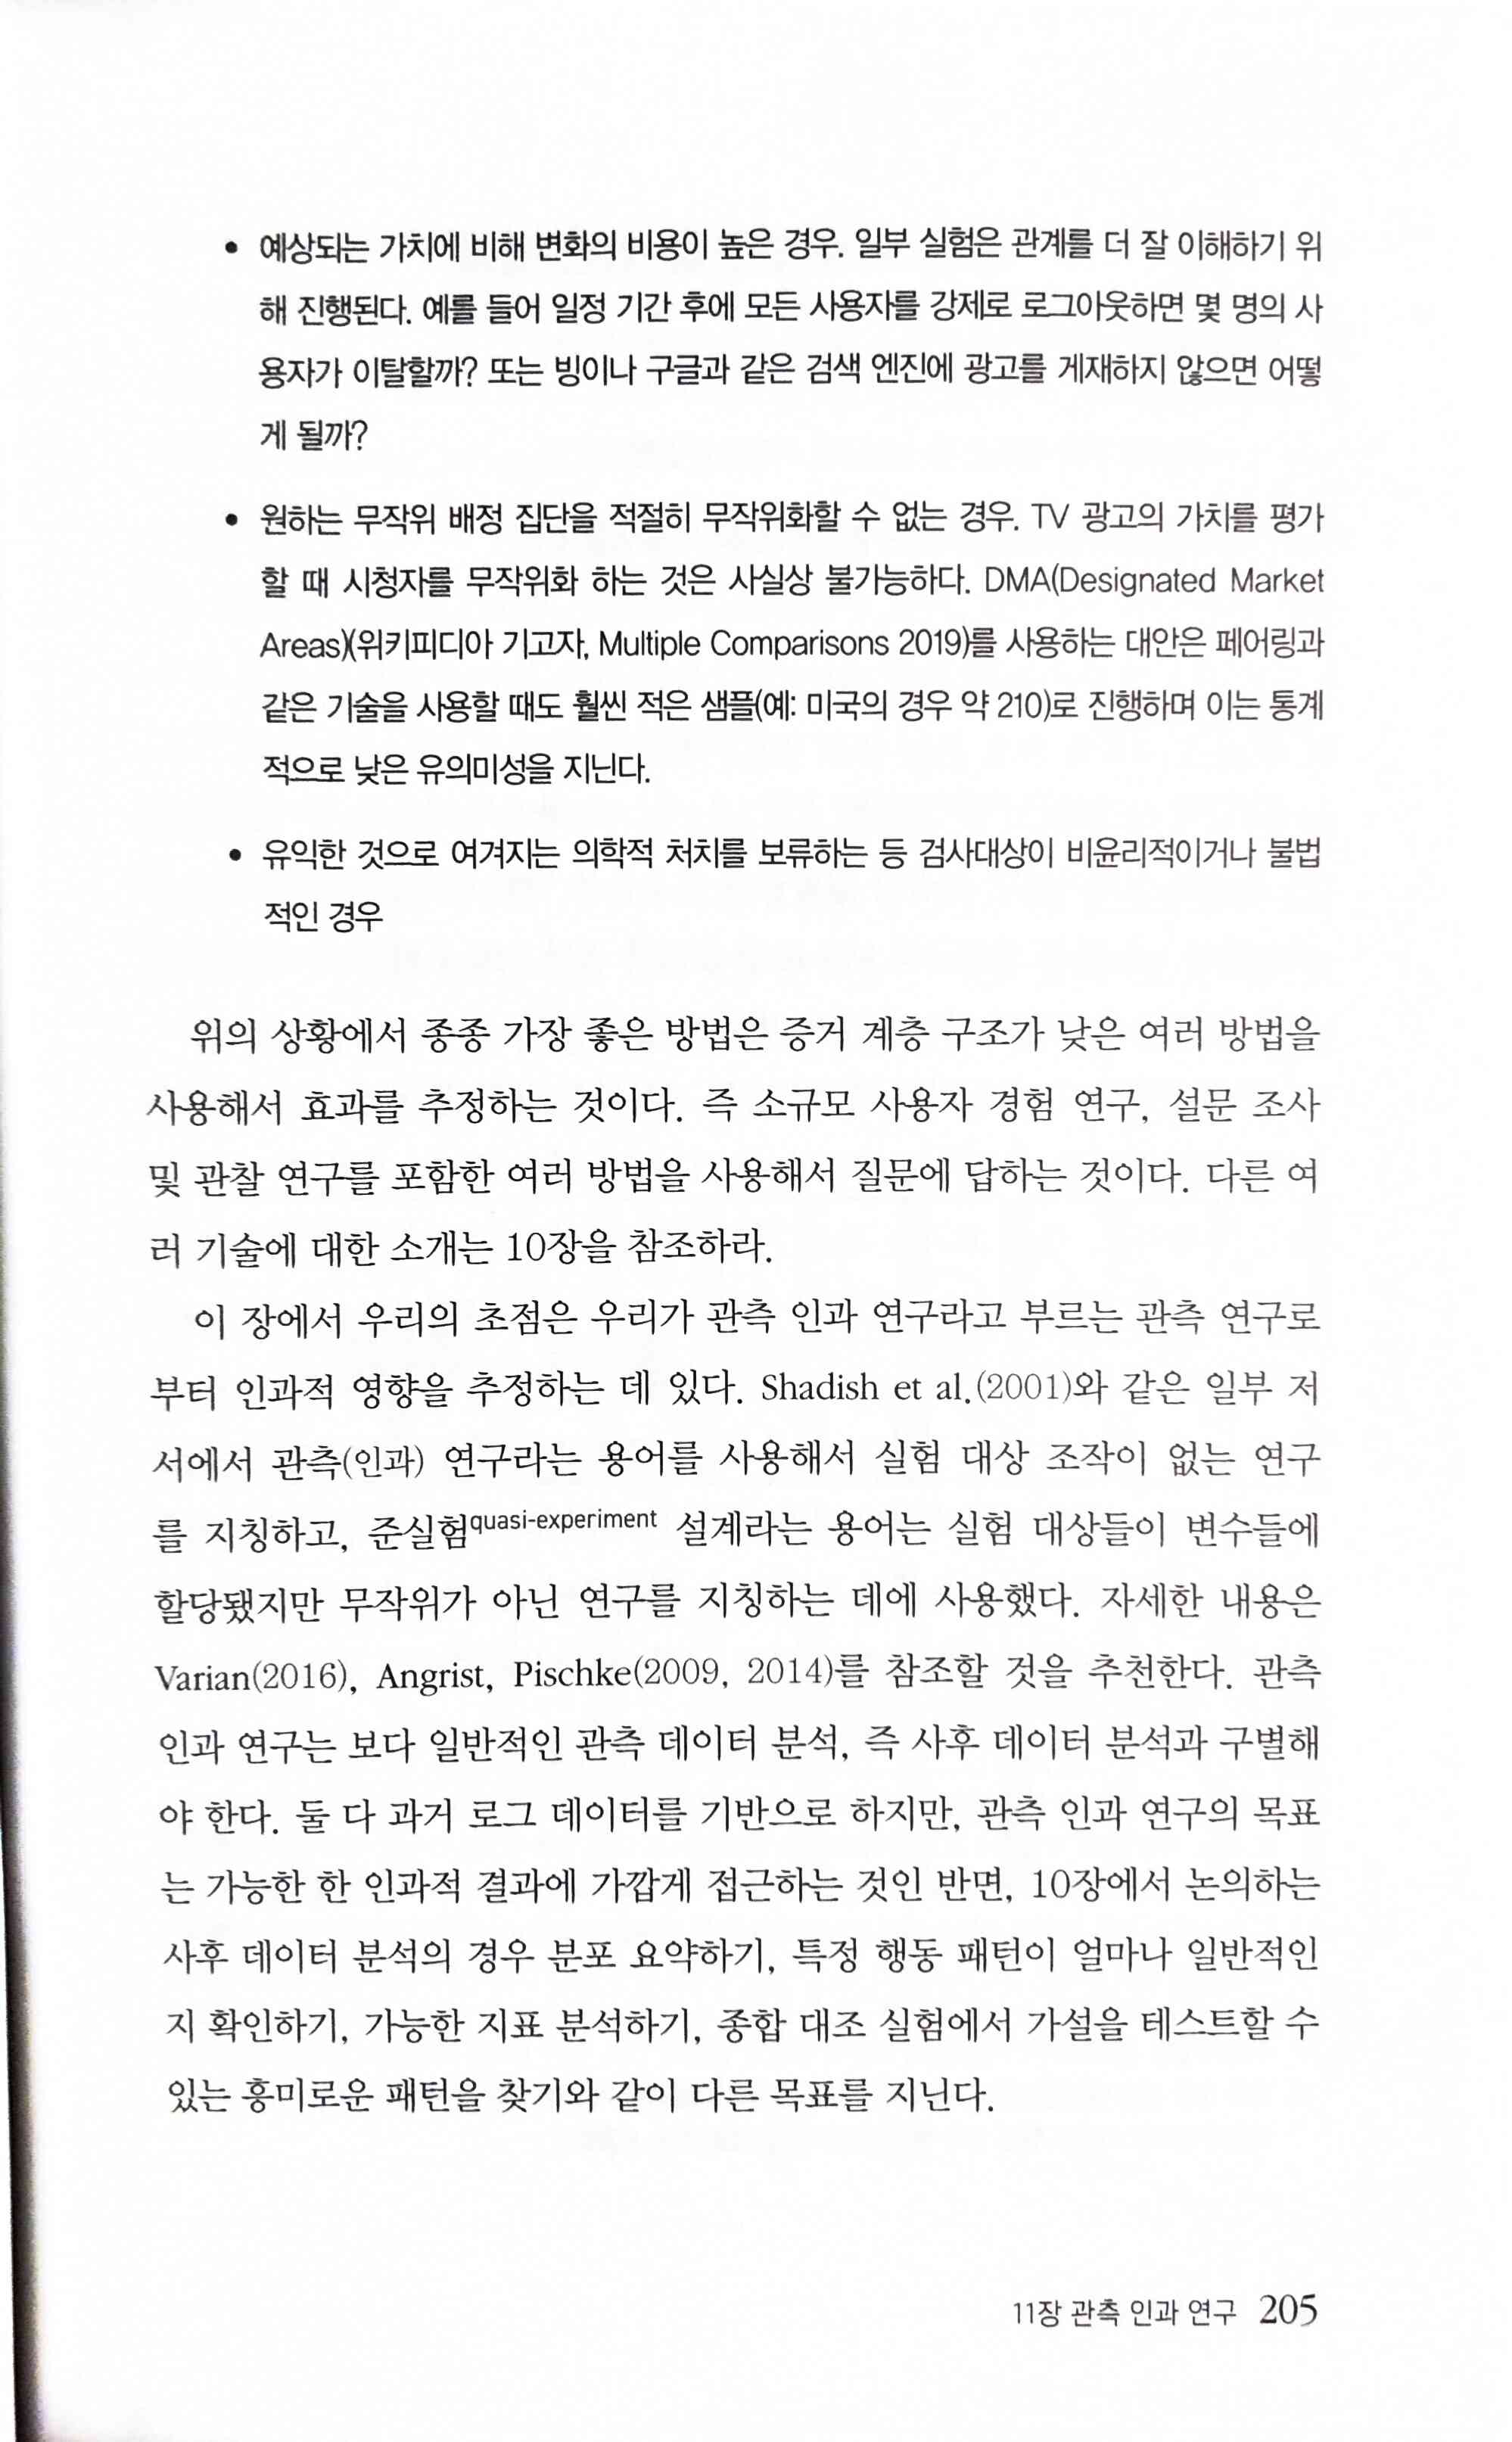 • 예상되는 가치에 비해 변화의 비용이 높은 경우. 일부 실험은 관계를 더 잘 이해하기 위
해 진행된다. 예를 들어 일정 기간 후에 모든 사용자를 강제로 로그아웃하면 몇 명의 사
용자가 이탈할까? 또는 빙이나 구글과 같은 검색 엔진에 광고를 게재하지 않으면 어떻
게 될까?
• 원하는 무작위 배정 집단을 적절히 무작위화할 수 없는 경우. TV 광고의 가치를 평가
할 때 시청자를 무작위화 하는 것은 사실상 불가능하다. DMA(Designated Market
Areas)(위키피디아 기고자, Multiple Comparisons 2019)를 사용하는 대안은 페어링과
같은 기술을 사용할 때도 훨씬 적은 샘플(예: 미국의 경우 약 210)로 진행하며 이는 통계
적으로 낮은 유의미성을 지닌다.
• 유익한 것으로 여겨지는 의학적 처치를 보류하는 등 검사대상이 비윤리적이거나 불법
적인 경우
위의 상황에서 종종 가장 좋은 방법은 증거 계층 구조가 낮은 여러 방법을
사용해서 효과를 추정하는 것이다. 즉 소규모 사용자 경험 연구, 설문 조사
및 관찰 연구를 포함한 여러 방법을 사용해서 질문에 답하는 것이다. 다른 여
러 기술에 대한 소개는 10장을 참조하라.
이 장에서 우리의 초점은 우리가 관측 인과 연구라고 부르는 관측 연구로
부터 인과적 영향을 추정하는 데 있다. Shadish et al.(2001)와 같은 일부 저
서에서 관측(인과) 연구라는 용어를 사용해서 실험 대상 조작이 없는 연구
를 지칭하고, 준실험quasi-experiment 설계라는 용어는 실험 대상들이 변수들에
할당됐지만 무작위가 아닌 연구를 지칭하는 데에 사용했다. 자세한 내용은
Varian(2016), Angrist, Pischke(2009, 2014)를 참조할 것을 추천한다. 관측
인과 연구는 보다 일반적인 관측 데이터 분석, 즉 사후 데이터 분석과 구별해
야 한다. 둘 다 과거 로그 데이터를 기반으로 하지만, 관측 인과 연구의 목표
는 가능한 한 인과적 결과에 가깝게 접근하는 것인 반면, 10장에서 논의하는
사후 데이터 분석의 경우 분포 요약하기, 특정 행동 패턴이 얼마나 일반적인
지 확인하기, 가능한 지표 분석하기, 종합 대조 실험에서 가설을 테스트할 수
있는 흥미로운 패턴을 찾기와 같이 다른 목표를 지닌다.
11장 관측 인과 연구 205